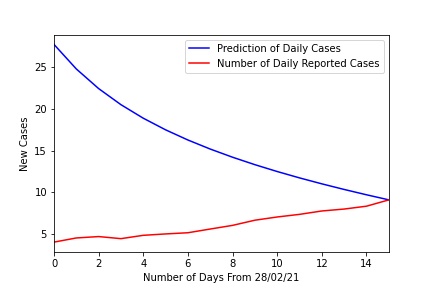 Prediction of Daily Cases
Number of Daily Reported Cases
New Cases
25
20
15
10
5
0 2 4 6 8 10 12 14
Number of Days From 28/02/21